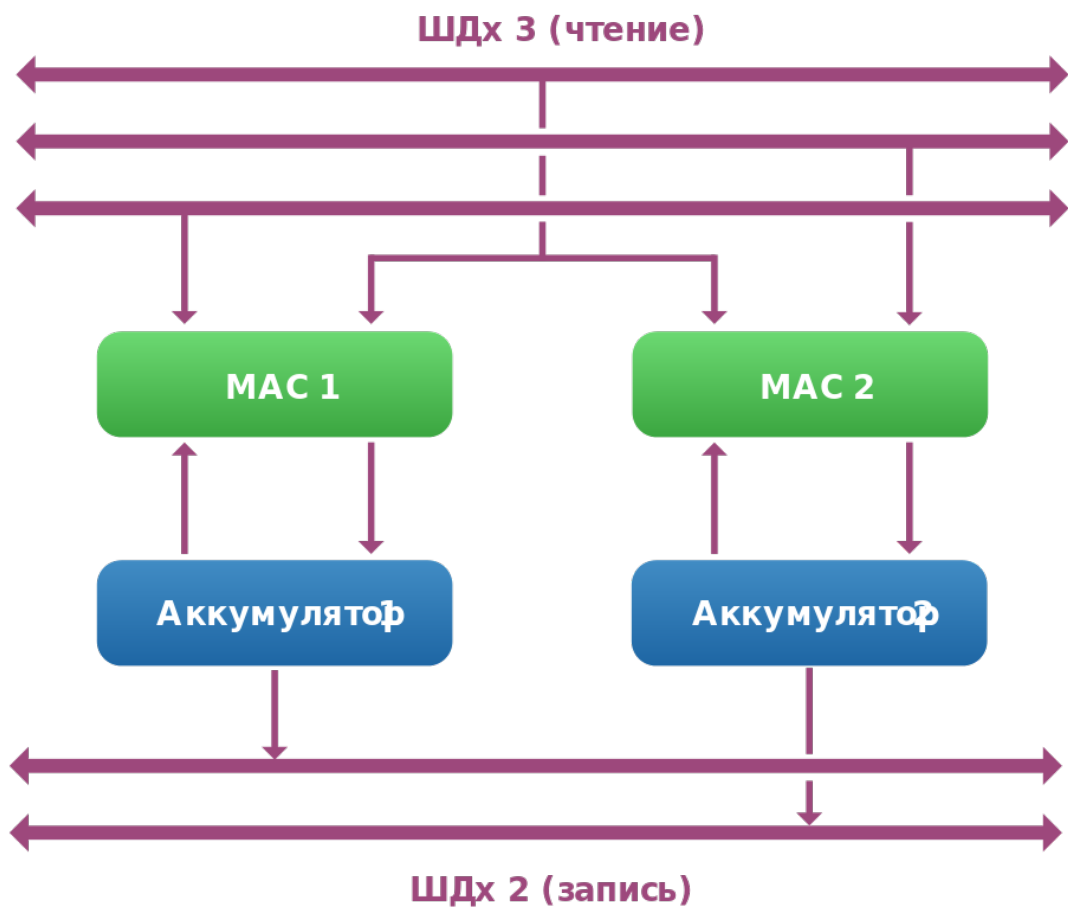 ШДх 3 (чтение)
MAC 1
MAC 2
Аккумулятор 1
Аккумулятор 2
ШДх 2 (запись)